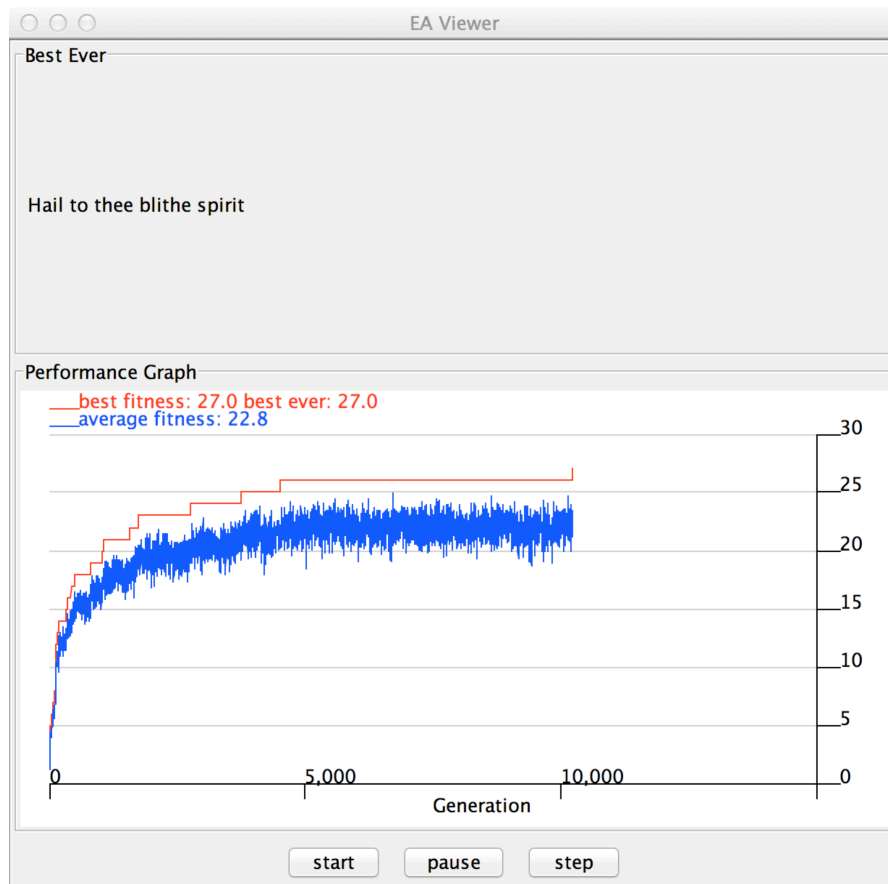 EA Viewer
Best Ever
Hail to thee blithe spirit
Performance Graph
best fitness: 27.0 best ever: 27.0
average fitness: 22.8
30
25
20
15
10
5
0 5,000 10,000 0
Generation
start pause step